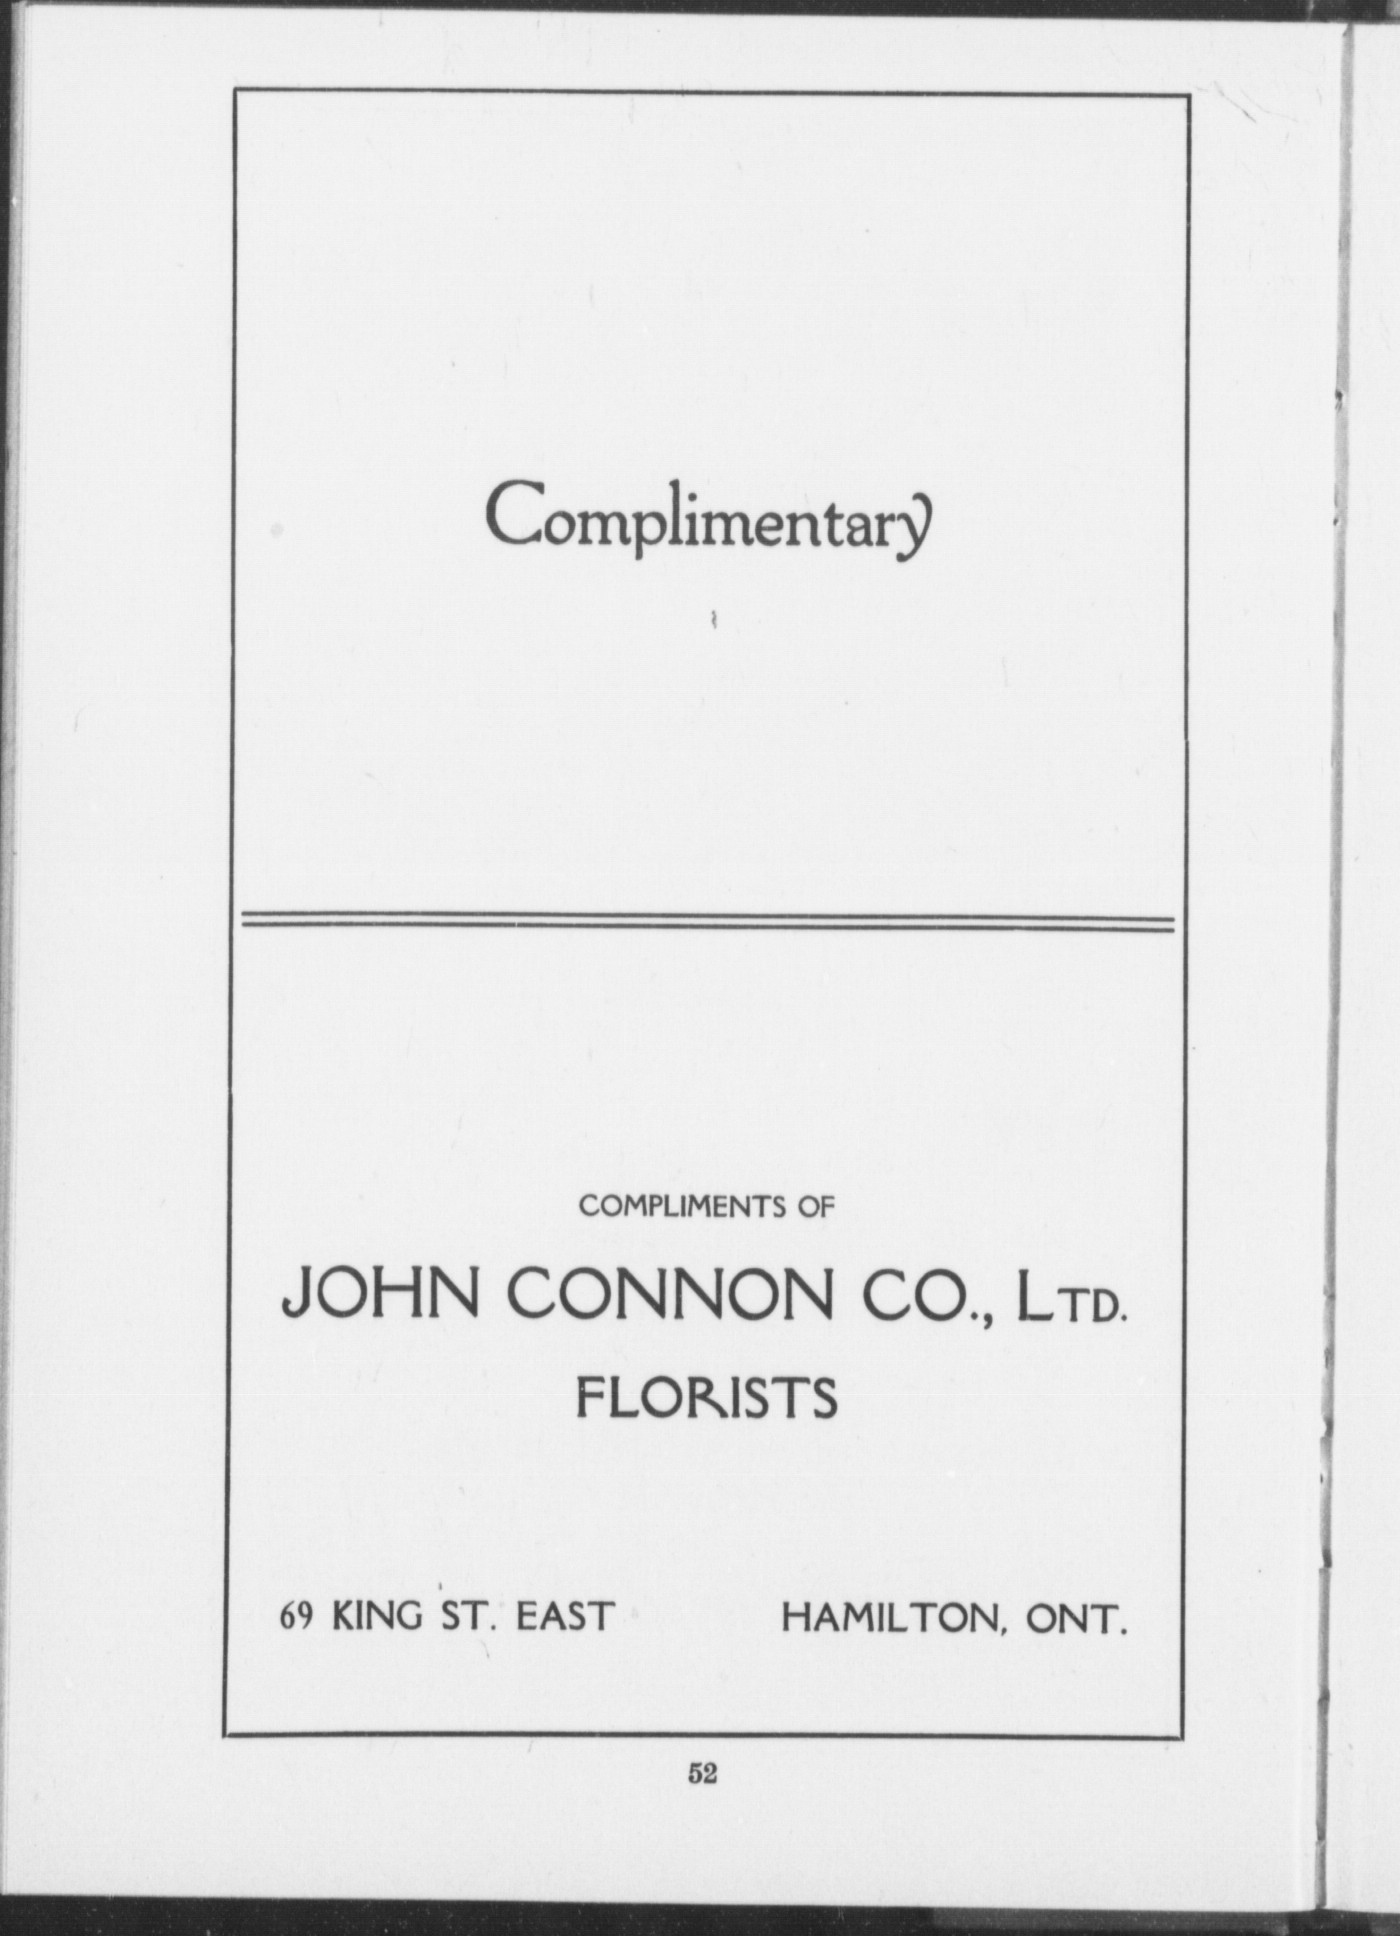 Complimentary
COMPLIMENTS OF
JOHN CONNON CO., LTD.
FLORISTS
69 KING ST. EAST HAMILTON, ONT.
52